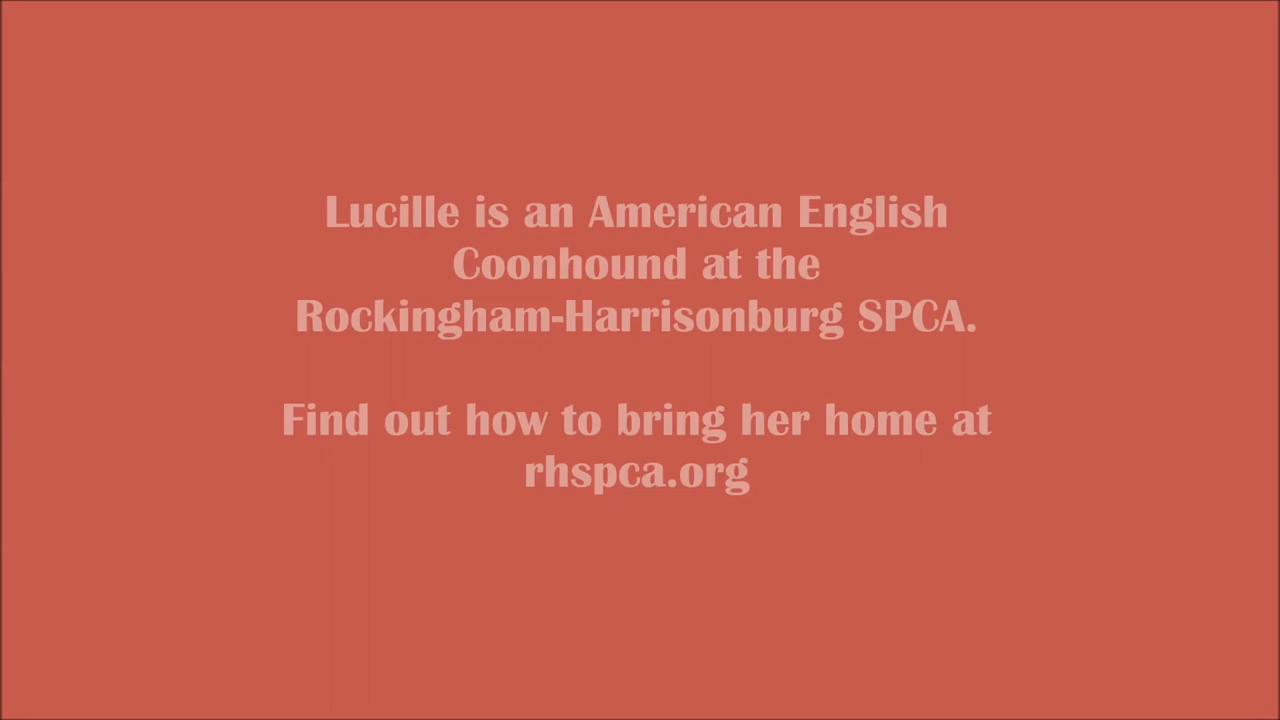 Lucille is an American English
Coonhound at the
Rockingham-Harrisonburg SPCA.
Find out how to bring her home at
rhspca.org